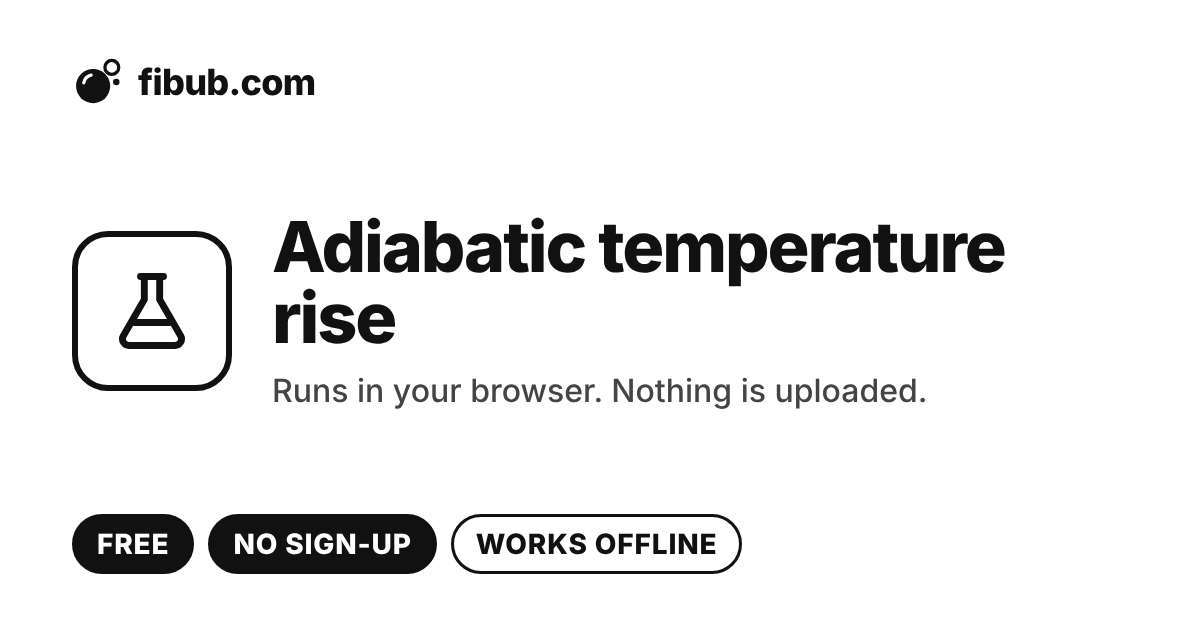 fibub.com
Adiabatic temperature
rise
Runs in your browser. Nothing is uploaded.
FREE
NO SIGN-UP
WORKS OFFLINE